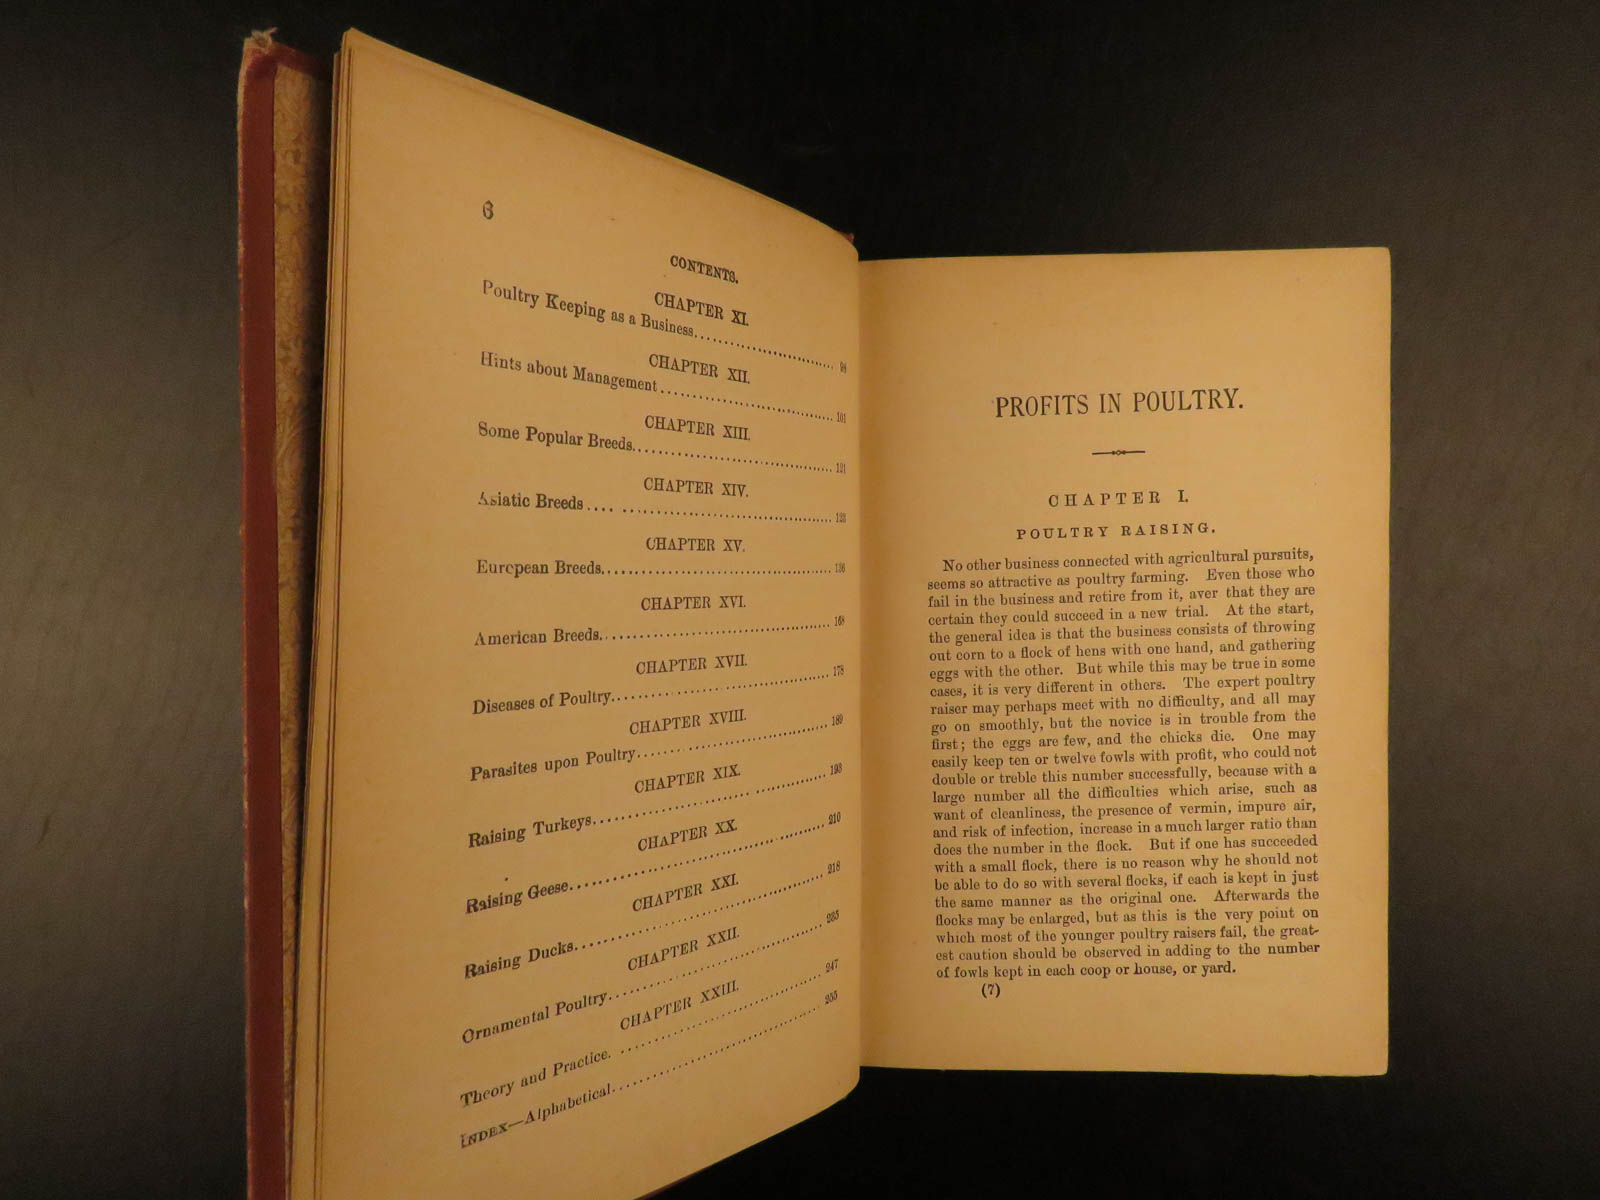 6
CONTENTS.
CHAPTER XI.
Poultry Keeping as a Business.................... 98
CHAPTER XII.
Hints about Management.................... 101
CHAPTER XIII.
Some Popular Breeds.................... 121
CHAPTER XIV.
Asiatic Breeds.................... 123
CHAPTER XV.
European Breeds.................... 136
CHAPTER XVI.
American Breeds.................... 168
CHAPTER XVII.
Diseases of Poultry.................... 178
CHAPTER XVIII.
Parasites upon Poultry.................... 189
CHAPTER XIX.
Raising Turkeys.................... 193
CHAPTER XX.
Raising Geese.................... 210
CHAPTER XXI.
Raising Ducks.................... 218
CHAPTER XXII.
Ornamental Poultry.................... 235
CHAPTER XXIII.
Theory and Practice.................... 247
INDEX—Alphabetical.................... 255
PROFITS IN POULTRY.
CHAPTER I.
POULTRY RAISING.
No other business connected with agricultural pursuits,
seems so attractive as poultry farming. Even those who
fail in the business and retire from it, aver that they are
certain they could succeed in a new trial. At the start,
the general idea is that the business consists of throwing
out corn to a flock of hens with one hand, and gathering
eggs with the other. But while this may be true in some
cases, it is very different in others. The expert poultry
raiser may perhaps meet with no difficulty, and all may
go on smoothly, but the novice is in trouble from the
first; the eggs are few, and the chicks die. One may
easily keep ten or twelve fowls with profit, who could not
double or treble this number successfully, because with a
large number all the difficulties which arise, such as
want of cleanliness, the presence of vermin, impure air,
and risk of infection, increase in a much larger ratio than
does the number in the flock. But if one has succeeded
with a small flock, there is no reason why he should not
be able to do so with several flocks, if each is kept in just
the same manner as the original one. Afterwards the
flocks may be enlarged, but as this is the very point on
which most of the younger poultry raisers fail, the great-
est caution should be observed in adding to the number
of fowls kept in each coop or house, or yard.
(7)